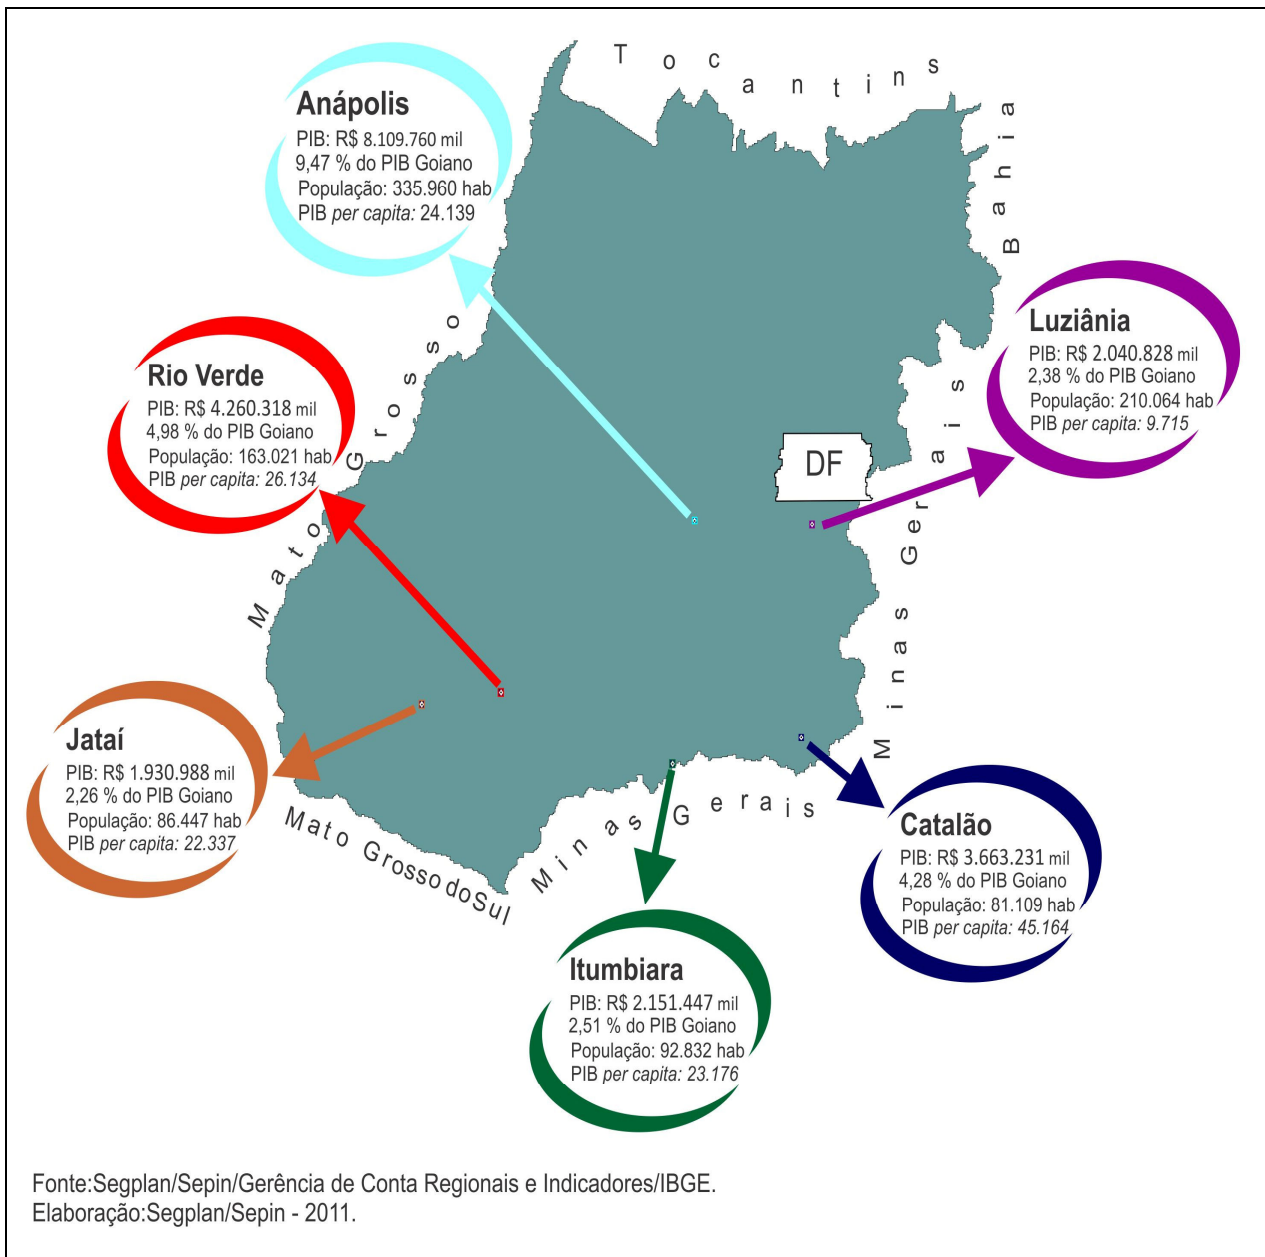 Tocantins
Bahia
Anápolis
PIB: R$ 8.109.760 mil
9,47 % do PIB Goiano
População: 335.960 hab
PIB per capita: 24.139
Luziânia
PIB: R$ 2.040.828 mil
2,38 % do PIB Goiano
População: 210.064 hab
PIB per capita: 9.715
Rio Verde
PIB: R$ 4.260.318 mil
4,98 % do PIB Goiano
População: 163.021 hab
PIB per capita: 26.134
Mato Grosso
DF
Minas Gerais
Jataí
PIB: R$ 1.930.988 mil
2,26 % do PIB Goiano
População: 86.447 hab
PIB per capita: 22.337
Mato Grosso do Sul
Minas Gerais
Catalão
PIB: R$ 3.663.231 mil
4,28 % do PIB Goiano
População: 81.109 hab
PIB per capita: 45.164
Itumbiara
PIB: R$ 2.151.447 mil
2,51 % do PIB Goiano
População: 92.832 hab
PIB per capita: 23.176
Fonte:Segplan/Sepin/Gerência de Conta Regionais e Indicadores/IBGE.
Elaboração:Segplan/Sepin - 2011.